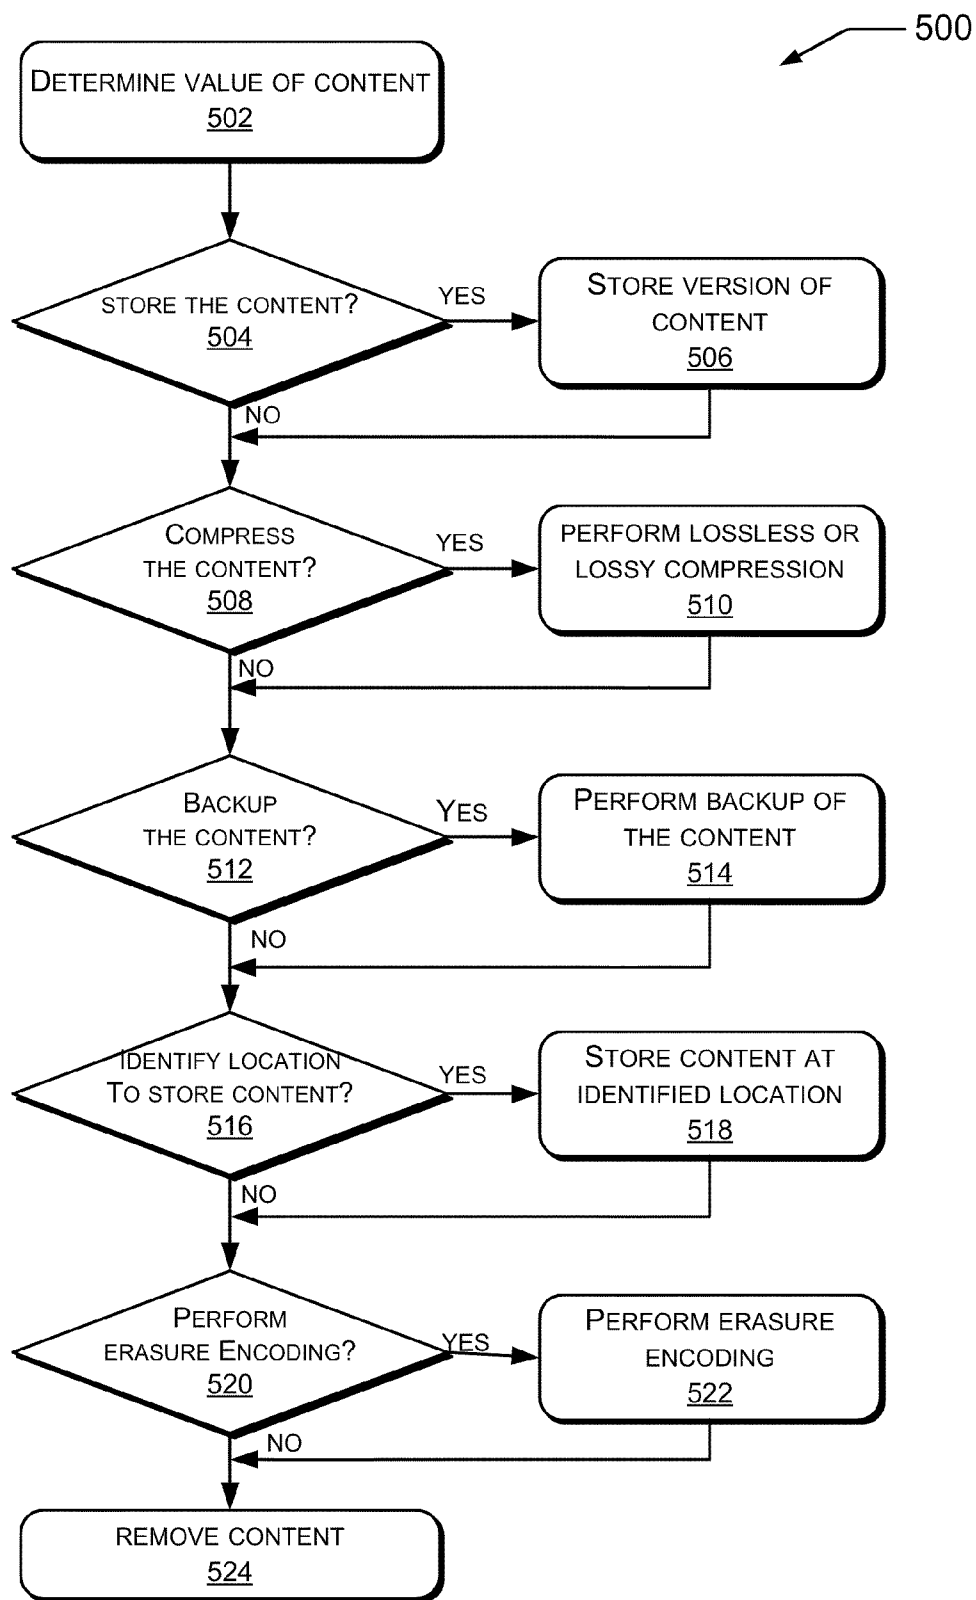 500
DETERMINE VALUE OF CONTENT
502
STORE THE CONTENT?
504
YES
STORE VERSION OF
CONTENT
506
NO
COMPRESS
THE CONTENT?
508
YES
PERFORM LOSSLESS OR
LOSSY COMPRESSION
510
NO
BACKUP
THE CONTENT?
512
YES
PERFORM BACKUP OF
THE CONTENT
514
NO
IDENTIFY LOCATION
TO STORE CONTENT?
516
YES
STORE CONTENT AT
IDENTIFIED LOCATION
518
NO
PERFORM
ERASURE ENCODING?
520
YES
PERFORM ERASURE
ENCODING
522
NO
REMOVE CONTENT
524